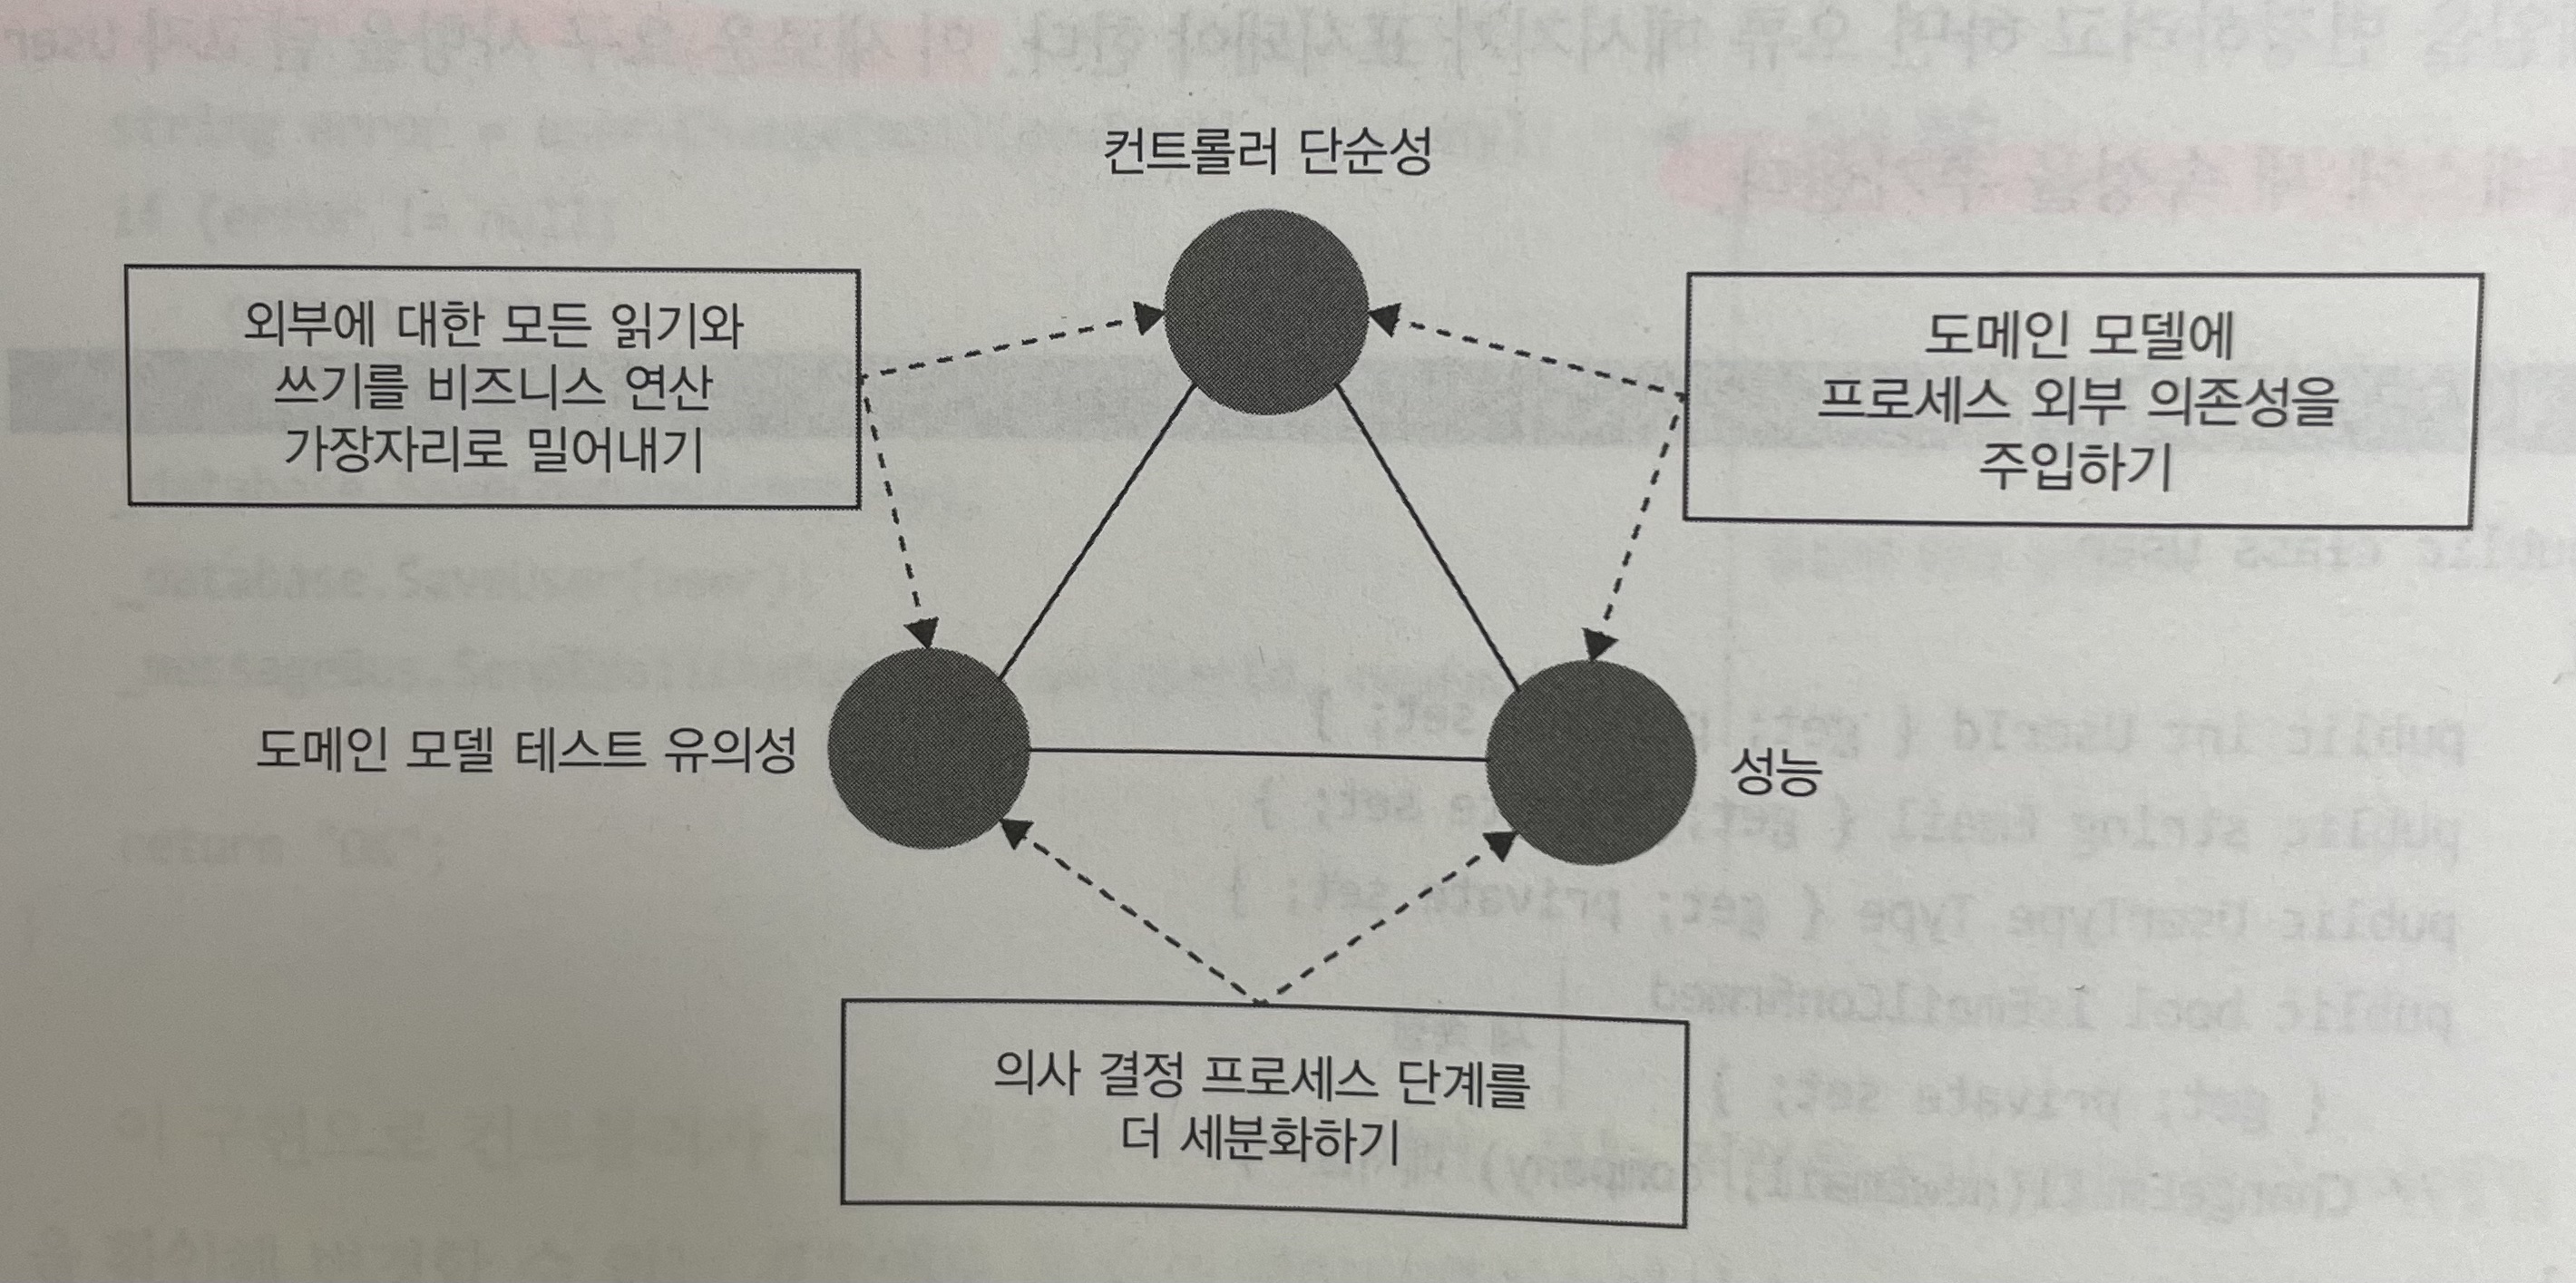 컨트롤러 단순성
외부에 대한 모든 읽기와
쓰기를 비즈니스 연산
가장자리로 밀어내기
도메인 모델에
프로세스 외부 의존성을
주입하기
도메인 모델 테스트 유의성
성능
의사 결정 프로세스 단계를
더 세분화하기